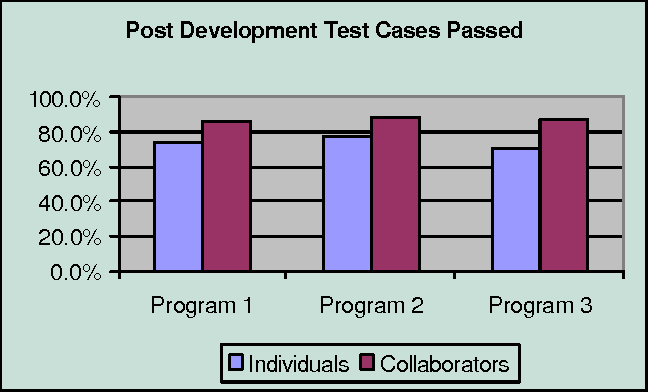 Post Development Test Cases Passed
100.0%
80.0%
60.0%
40.0%
20.0%
0.0%
Program 1 Program 2 Program 3
Individuals Collaborators